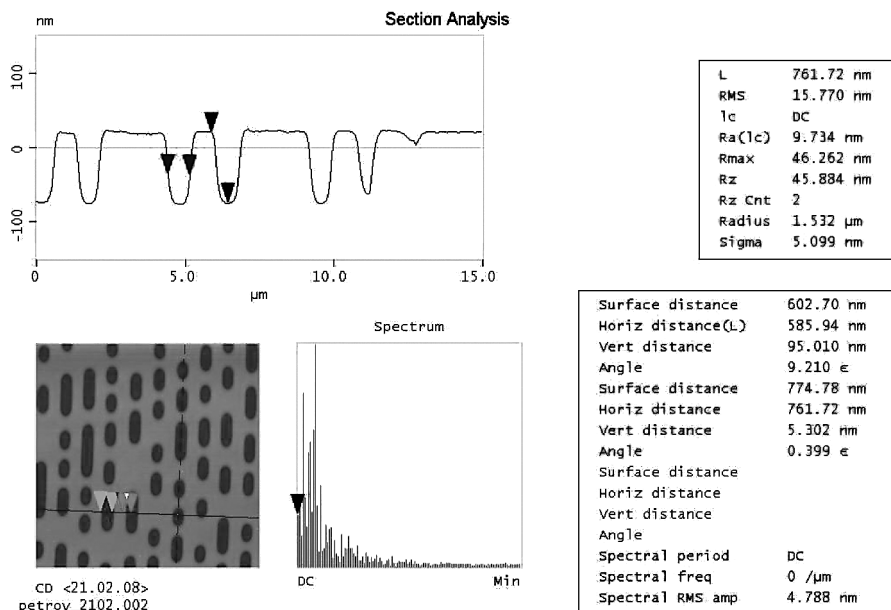 nm
Section Analysis
100
0
-100
0
5.0
10.0
15.0
µm
L 761.72 nm
RMS 15.770 nm
lc DC
Ra(lc) 9.734 nm
Rmax 46.262 nm
Rz 45.884 nm
Rz Cnt 2
Radius 1.532 µm
Sigma 5.099 nm
Spectrum
DC
Min
CD <21.02.08>
petrov 2102.002
Surface distance 602.70 nm
Horiz distance(L) 585.94 nm
Vert distance 95.010 nm
Angle 9.210 є
Surface distance 774.78 nm
Horiz distance 761.72 nm
Vert distance 5.302 nm
Angle 0.399 є
Surface distance
Horiz distance
Vert distance
Angle
Spectral period DC
Spectral freq 0 /µm
Spectral RMS amp 4.788 nm